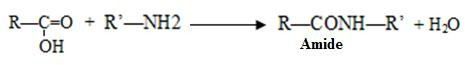 R—C=O + R’—NH2 ⟶ R—CONH—R’ + H₂O
OH
Amide